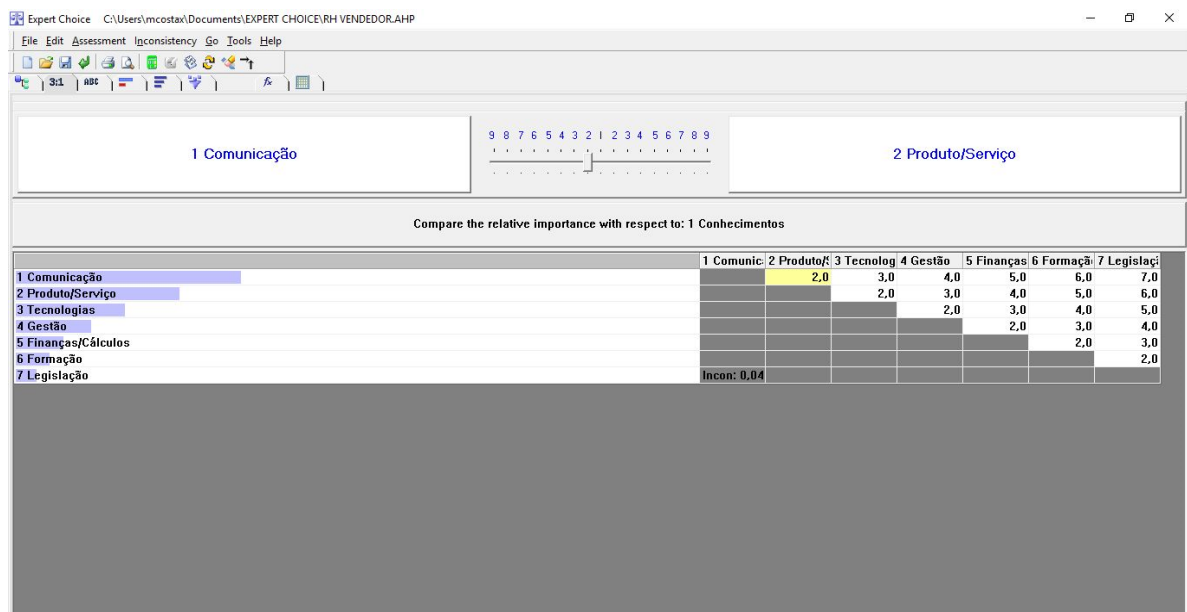 Expert Choice C:\Users\mcostax\Documents\EXPERT CHOICE\RH VENDEDOR.AHP
File Edit Assessment Inconsistency Go Tools Help
3:1 ABC fx
1 Comunicação
9 8 7 6 5 4 3 2 1 2 3 4 5 6 7 8 9
2 Produto/Serviço
Compare the relative importance with respect to: 1 Conhecimentos
1 Comunic 2 Produto/S 3 Tecnolog 4 Gestão 5 Finanças 6 Formaçã 7 Legislaçã
1 Comunicação 2,0 3,0 4,0 5,0 6,0 7,0
2 Produto/Serviço 2,0 3,0 4,0 5,0 6,0
3 Tecnologias 2,0 3,0 4,0 5,0
4 Gestão 2,0 3,0 4,0
5 Finanças/Cálculos 2,0 3,0
6 Formação 2,0
7 Legislação Incon: 0,04